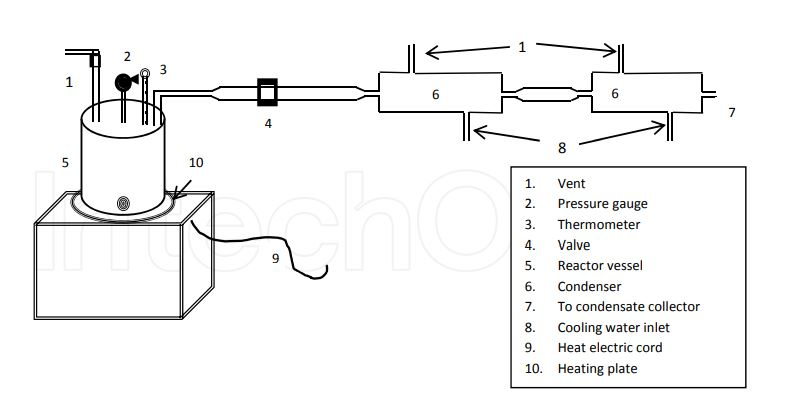 1
2
3
1
6
6
4
7
8
5
10
9
1. Vent
2. Pressure gauge
3. Thermometer
4. Valve
5. Reactor vessel
6. Condenser
7. To condensate collector
8. Cooling water inlet
9. Heat electric cord
10. Heating plate
IntechO